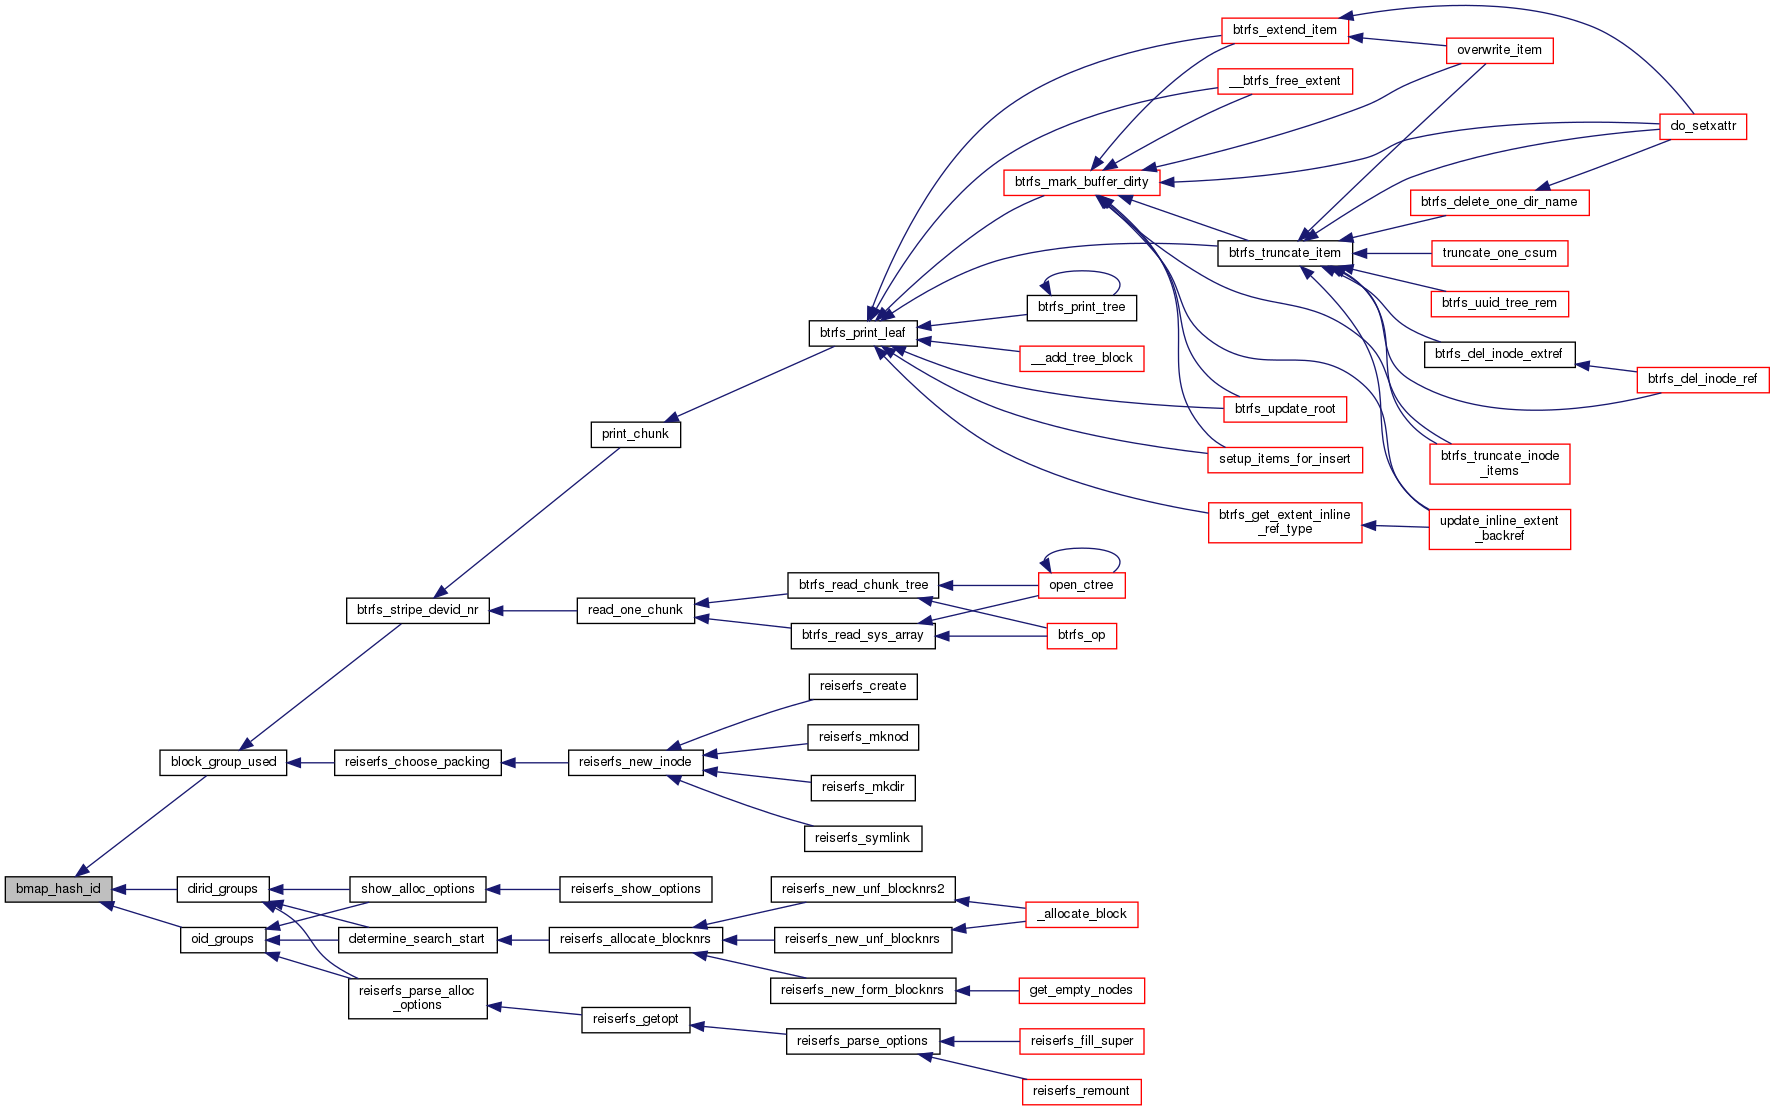 btrfs_extend_item
overwrite_item
__btrfs_free_extent
do_setxattr
btrfs_mark_buffer_dirty
btrfs_delete_one_dir_name
btrfs_truncate_item
truncate_one_csum
btrfs_print_tree
btrfs_uuid_tree_rem
btrfs_print_leaf
__add_tree_block
btrfs_del_inode_extref
btrfs_del_inode_ref
btrfs_update_root
print_chunk
setup_items_for_insert
btrfs_truncate_inode
_items
btrfs_get_extent_inline
_ref_type
update_inline_extent
_backref
btrfs_read_chunk_tree
open_ctree
btrfs_stripe_devid_nr
read_one_chunk
btrfs_read_sys_array
btrfs_op
reiserfs_create
reiserfs_mknod
block_group_used
reiserfs_choose_packing
reiserfs_new_inode
reiserfs_mkdir
reiserfs_symlink
bmap_hash_id
dirid_groups
show_alloc_options
reiserfs_show_options
reiserfs_new_unf_blocknrs2
_allocate_block
oid_groups
determine_search_start
reiserfs_allocate_blocknrs
reiserfs_new_unf_blocknrs
reiserfs_parse_alloc
_options
reiserfs_new_form_blocknrs
get_empty_nodes
reiserfs_getopt
reiserfs_parse_options
reiserfs_fill_super
reiserfs_remount